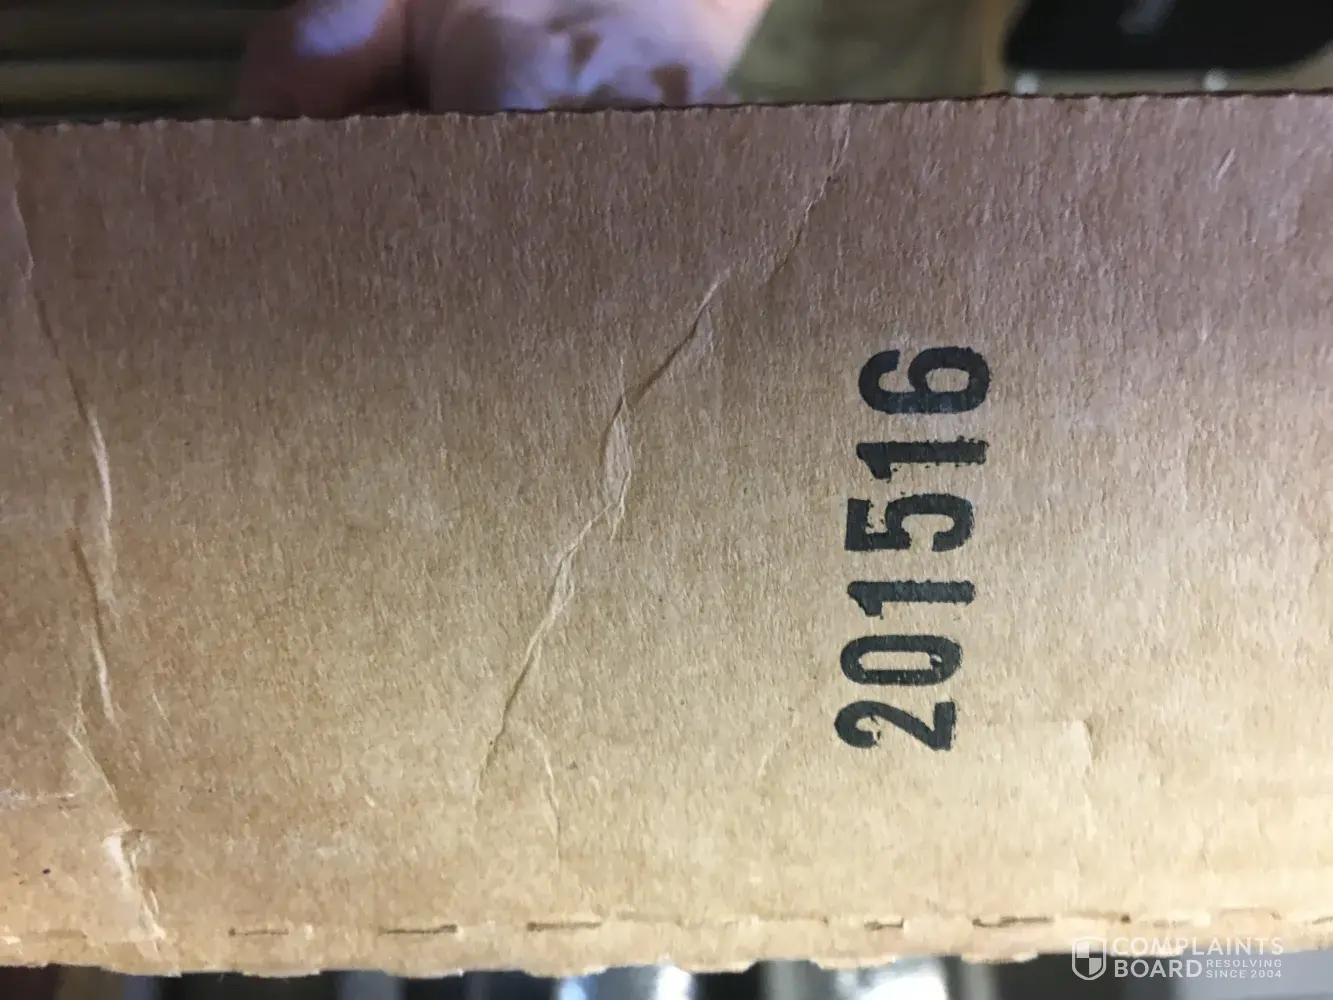 201516
COMPLAINTS
BOARD RESOLVING
SINCE 2004